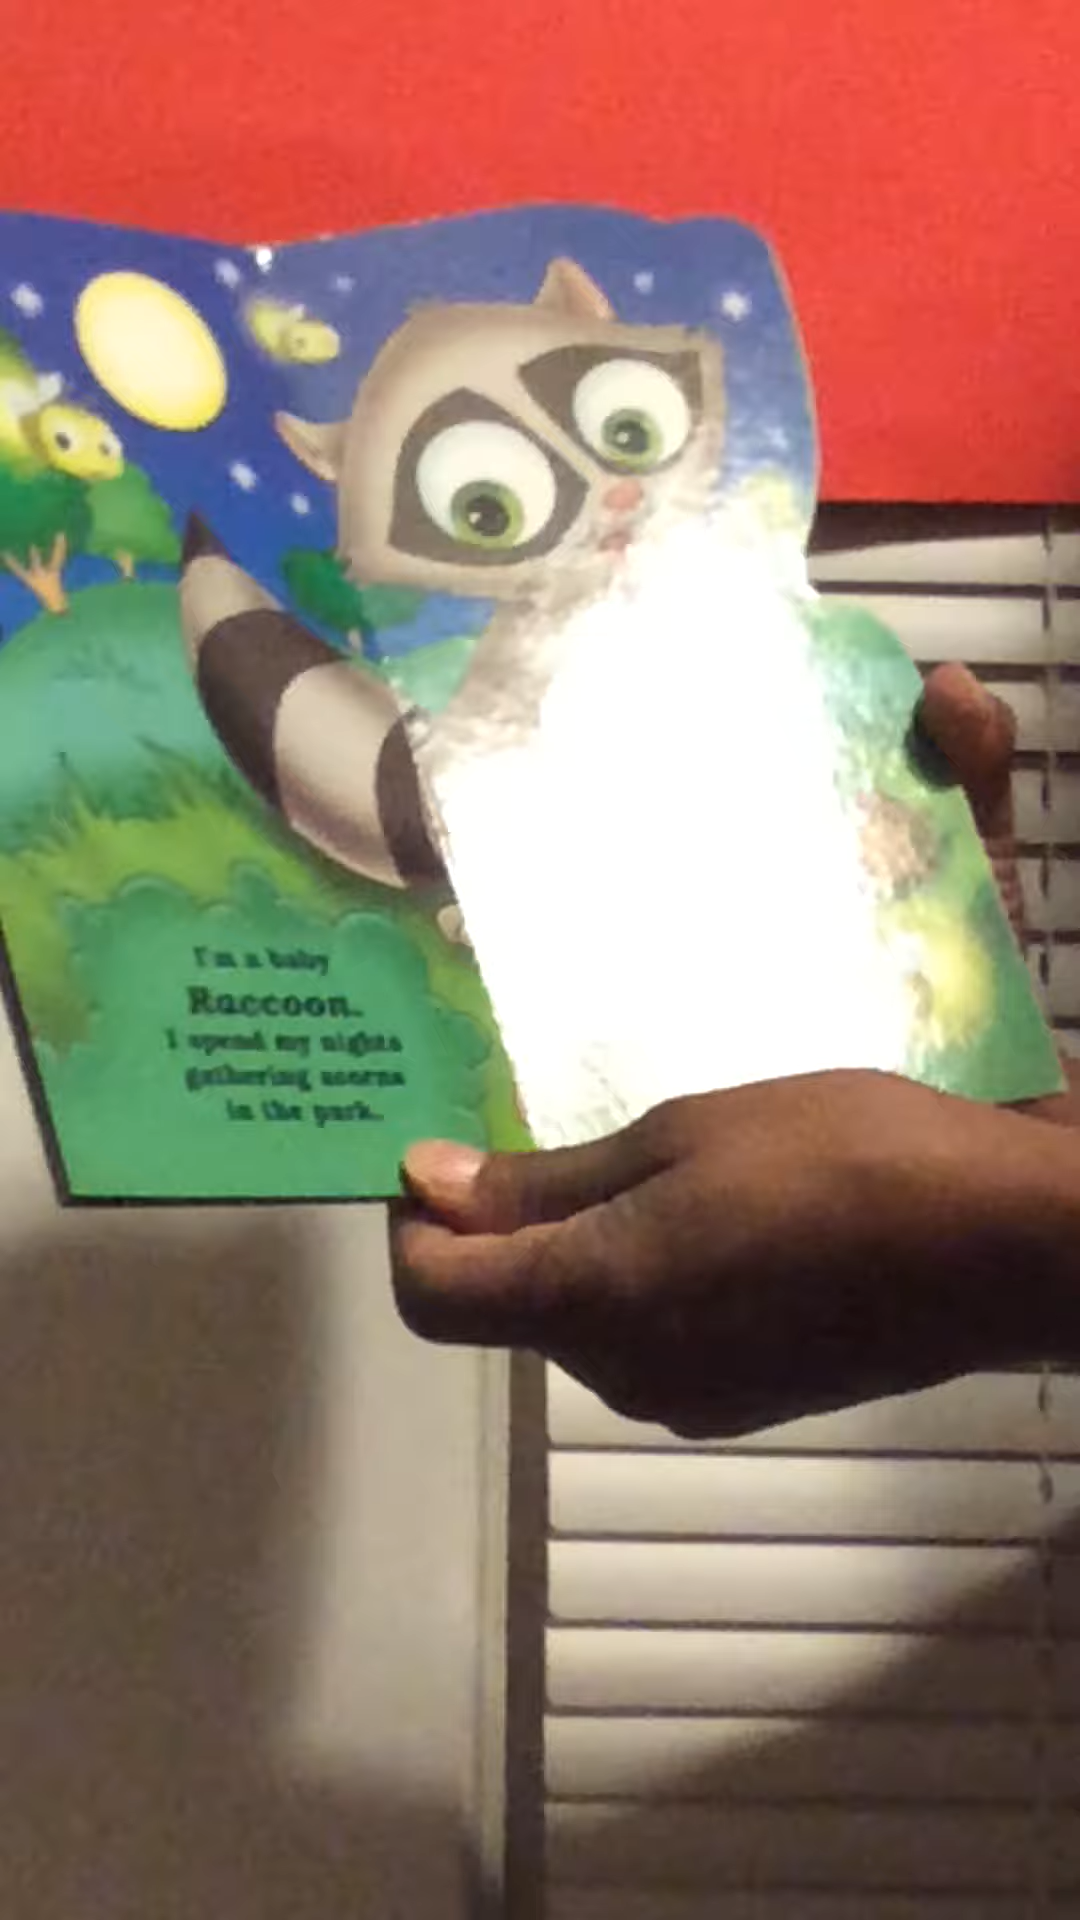 I'm a baby
Raccoon.
I spend my nights
gathering acorns
in the park.